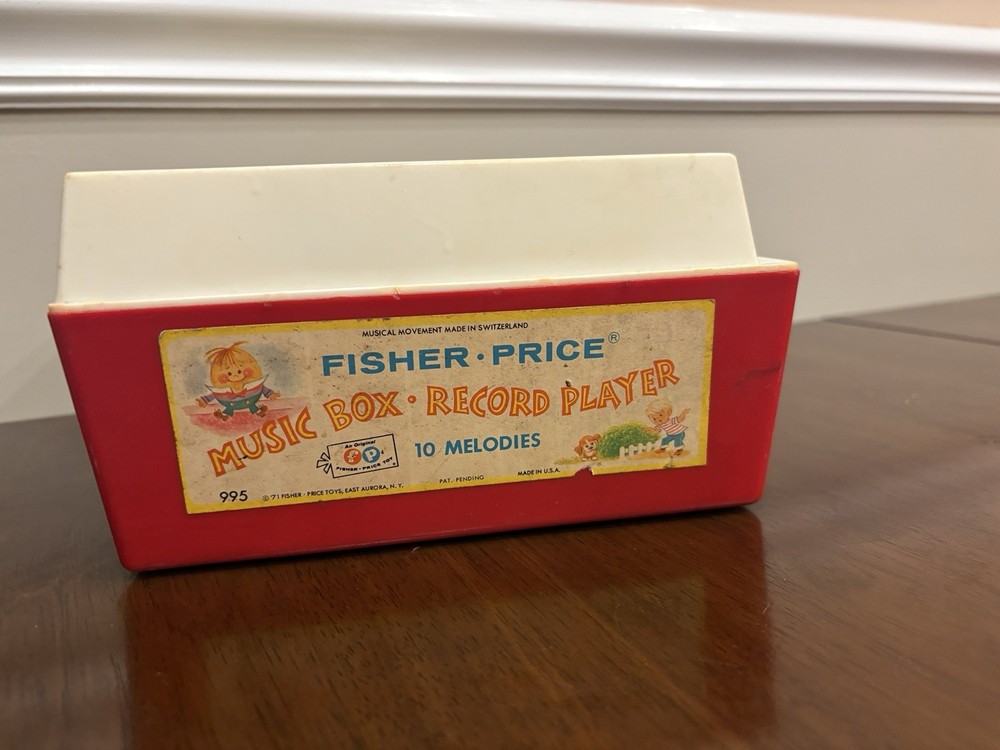 MUSICAL MOVEMENT MADE IN SWITZERLAND
FISHER·PRICE®
MUSIC BOX·RECORD PLAYER
An Original
FP
FISHER·PRICE TOY
10 MELODIES
995
© '71 FISHER·PRICE TOYS, EAST AURORA, N.Y.
PAT. PENDING
MADE IN U.S.A.